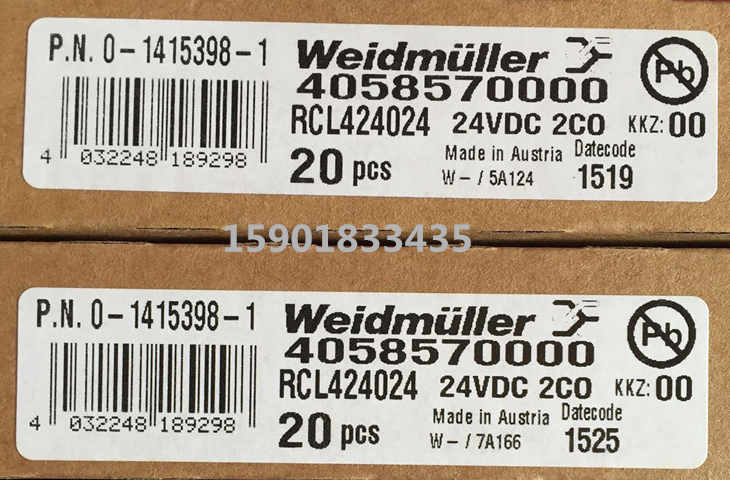 P.N. 0-1415398-1
4 032248 189298
Weidmüller
4058570000
RCL424024 24VDC 2CO KKZ: 00
20 pcs
Made in Austria
W- / 5A124
Datecode
1519
Pb
15901833435
P.N. 0-1415398-1
4 032248 189298
Weidmüller
4058570000
RCL424024 24VDC 2CO KKZ: 00
20 pcs
Made in Austria
W- / 7A166
Datecode
1525
Pb